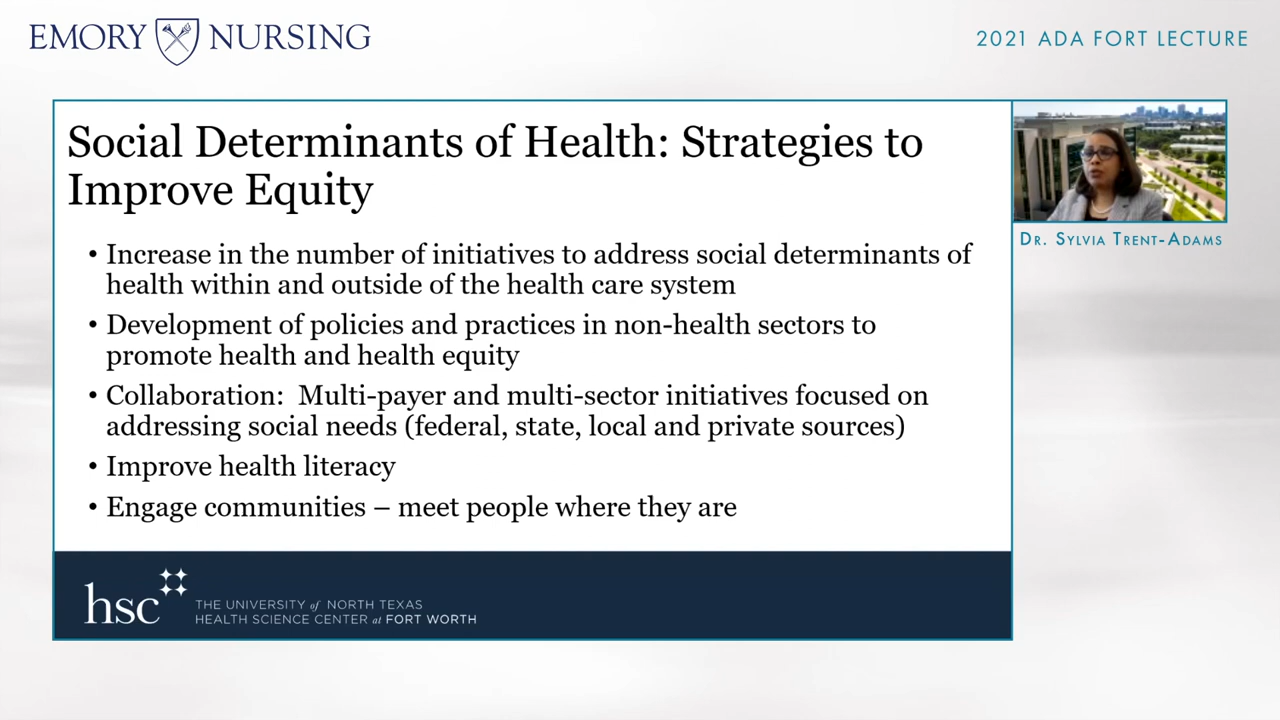 EMORY NURSING
2021 ADA FORT LECTURE
Social Determinants of Health: Strategies to
Improve Equity
• Increase in the number of initiatives to address social determinants of
health within and outside of the health care system
• Development of policies and practices in non-health sectors to
promote health and health equity
• Collaboration:  Multi-payer and multi-sector initiatives focused on
addressing social needs (federal, state, local and private sources)
• Improve health literacy
• Engage communities – meet people where they are
DR. SYLVIA TRENT-ADAMS
hsc
THE UNIVERSITY of NORTH TEXAS
HEALTH SCIENCE CENTER at FORT WORTH